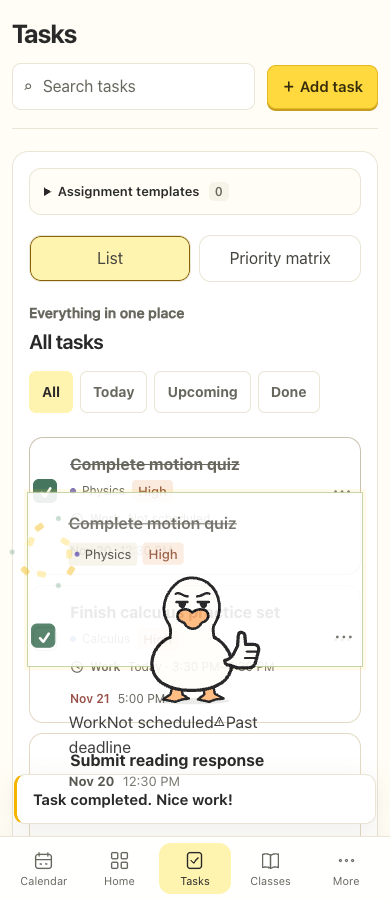 Tasks
Search tasks
+ Add task
Assignment templates 0
List
Priority matrix
Everything in one place
All tasks
All
Today
Upcoming
Done
Complete motion quiz
Physics High
Complete motion quiz
Physics High
Finish calculus practice set
Calculus
Work Today 3:30 PM
Nov 21 5:00 PM
WorkNot scheduled⚠Past
deadline
Submit reading response
Nov 20 12:30 PM
Task completed. Nice work!
Calendar
Home
Tasks
Classes
More